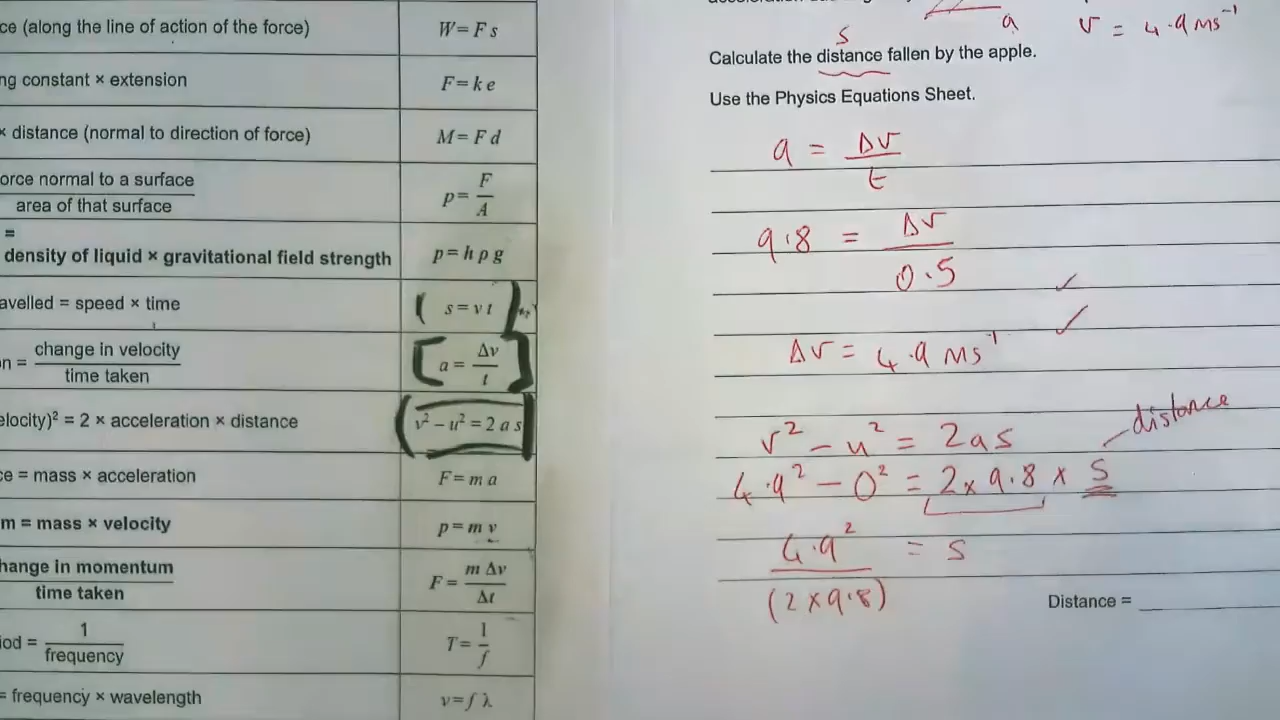 ce (along the line of action of the force)
W = F s
ng constant × extension
F = k e
× distance (normal to direction of force)
M = F d
orce normal to a surface
area of that surface
p = F
A
=
density of liquid × gravitational field strength
p = h ρ g
avelled = speed × time
( s = v t )
n = change in velocity
time taken
[ a = Δv
t ]
elocity)² = 2 × acceleration × distance
( v² – u² = 2 a s
ce = mass × acceleration
F = m a
m = mass × velocity
p = m v
hange in momentum
time taken
F = m Δv
Δt
iod = 1
frequency
T = 1
f
= frequency × wavelength
v = f λ
a
v = 4.9 ms⁻¹
s
Calculate the distance fallen by the apple.
Use the Physics Equations Sheet.
a = Δv
t
9.8 = Δv
0.5 ✓
Δv = 4.9 ms⁻¹ ✓
distance
v² – u² = 2as
4.9² – 0² = 2 × 9.8 × s
4.9² = s
(2 × 9.8)
Distance =